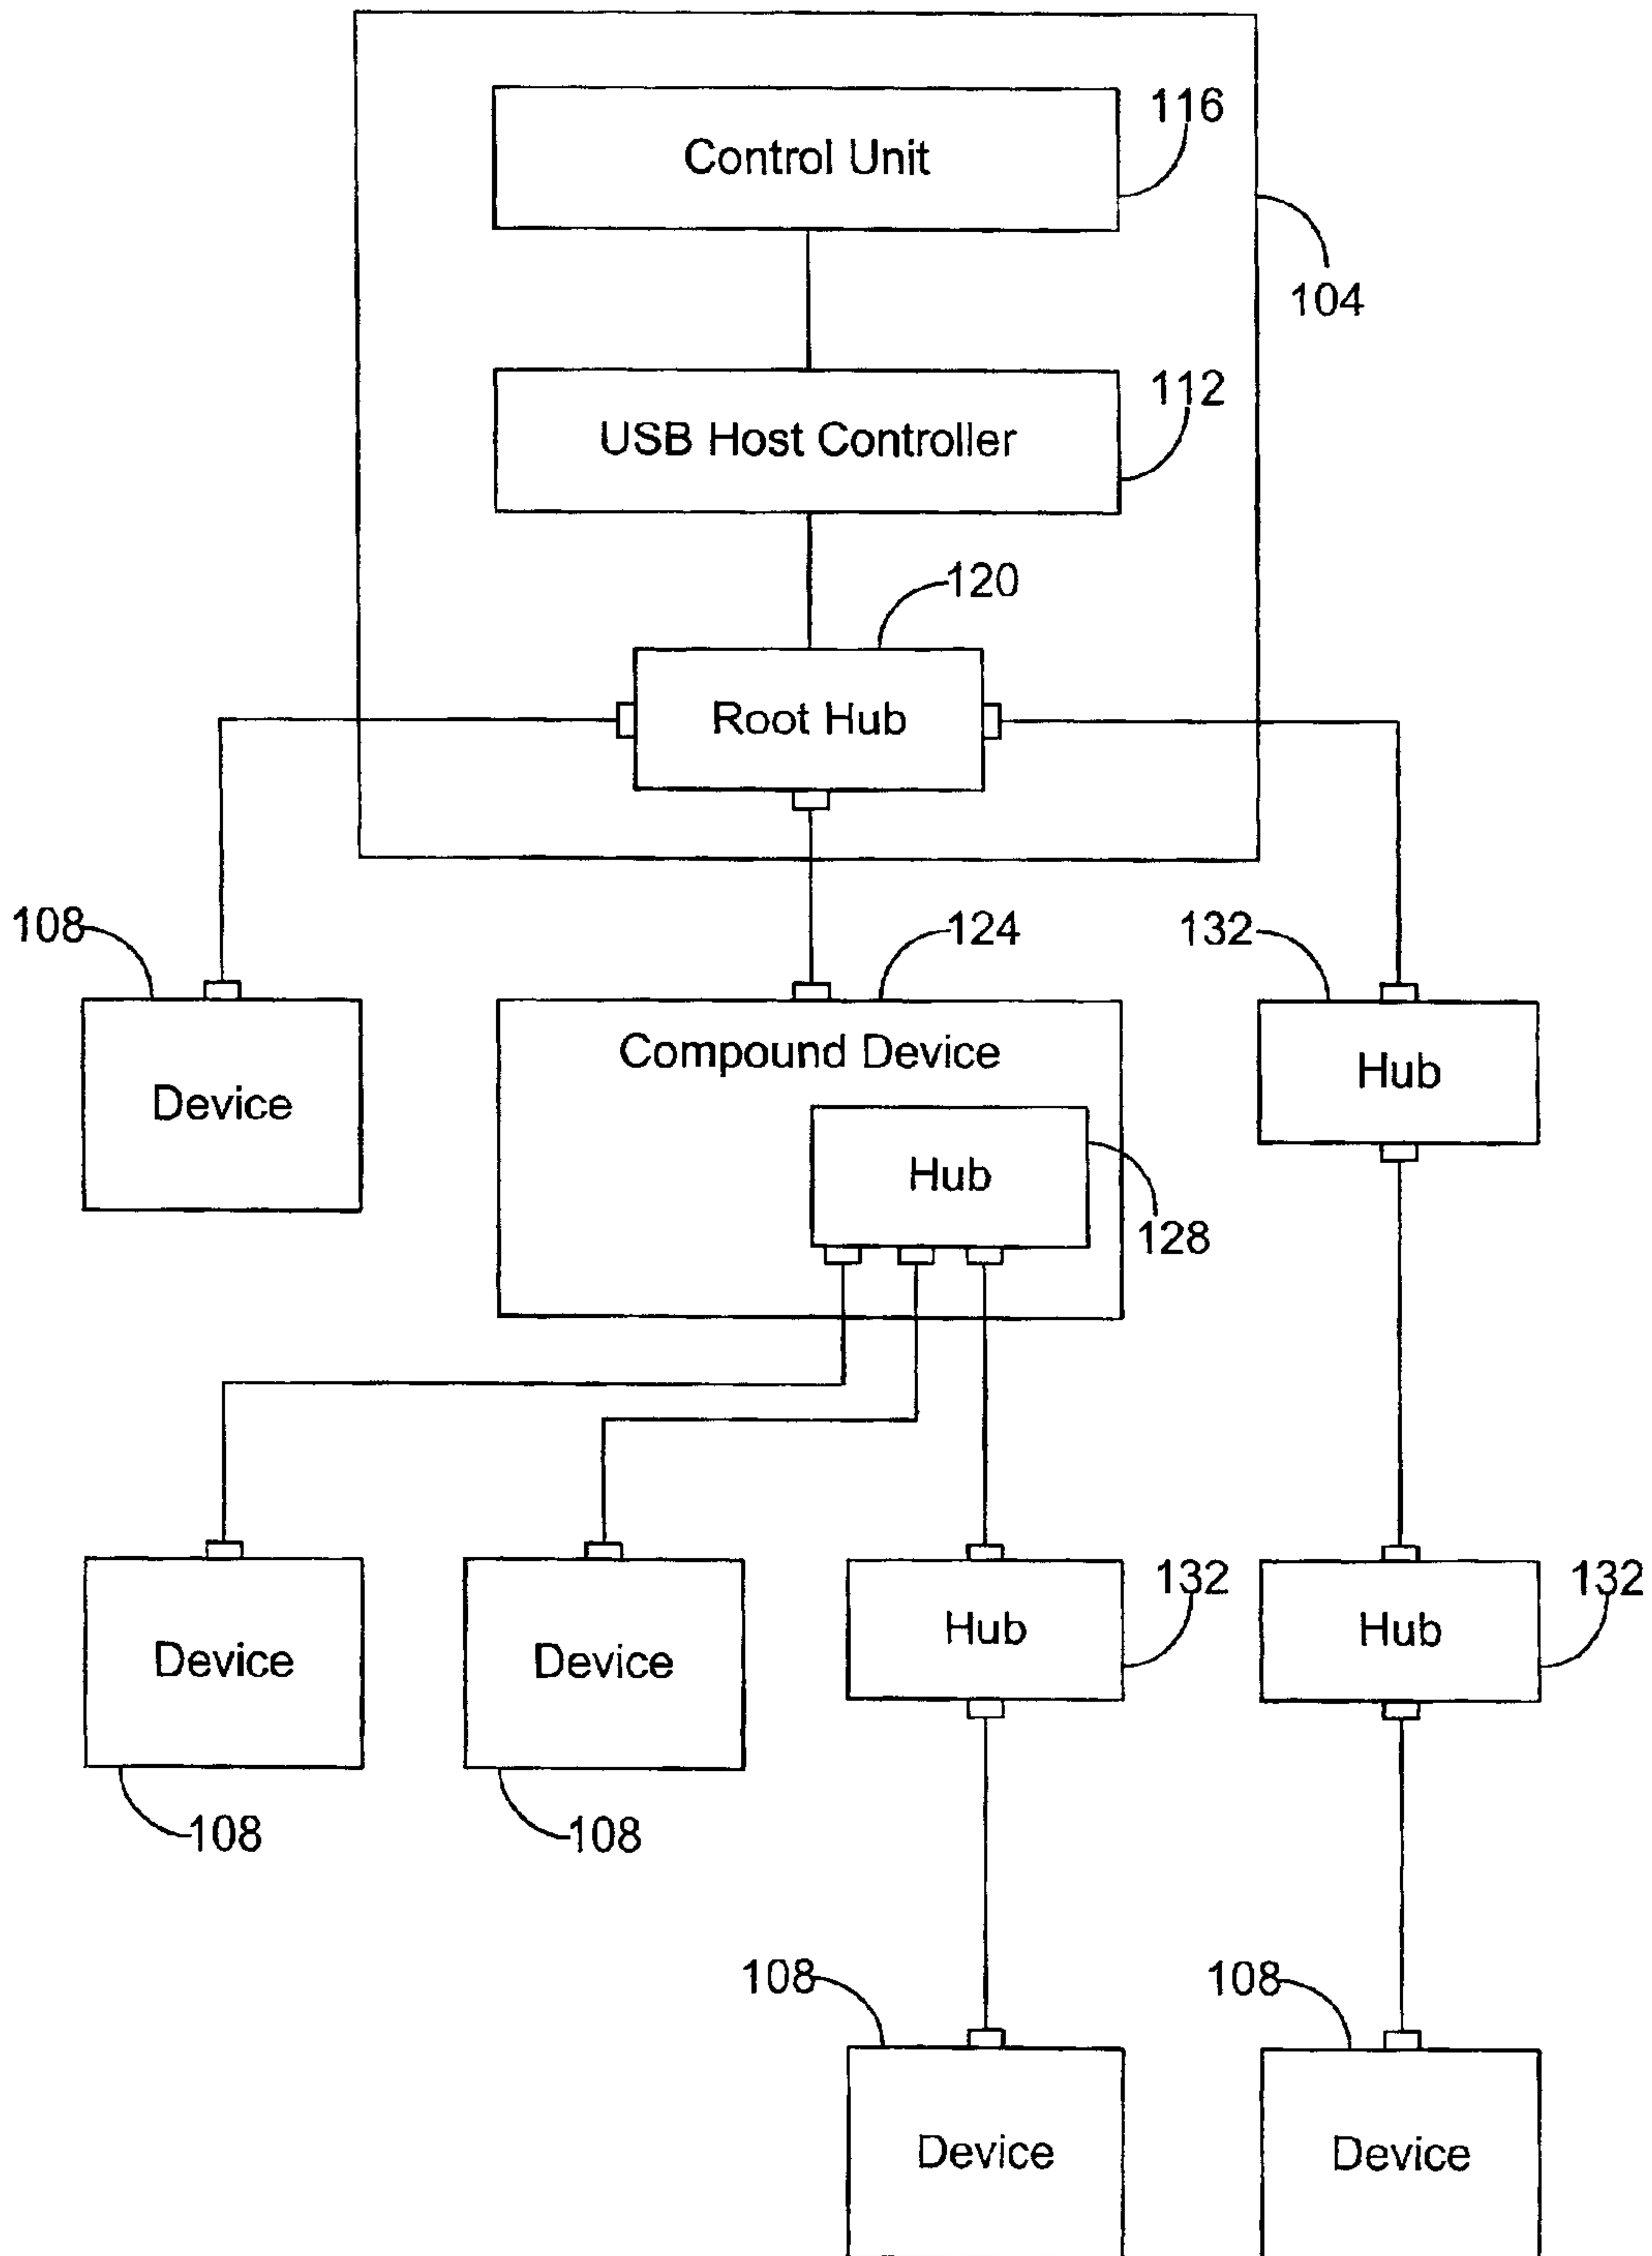 116
Control Unit
104
112
USB Host Controller
120
Root Hub
108
124
132
Compound Device
Hub
Device
Hub
128
132
132
Hub
Hub
Device
Device
108
108
108
108
Device
Device